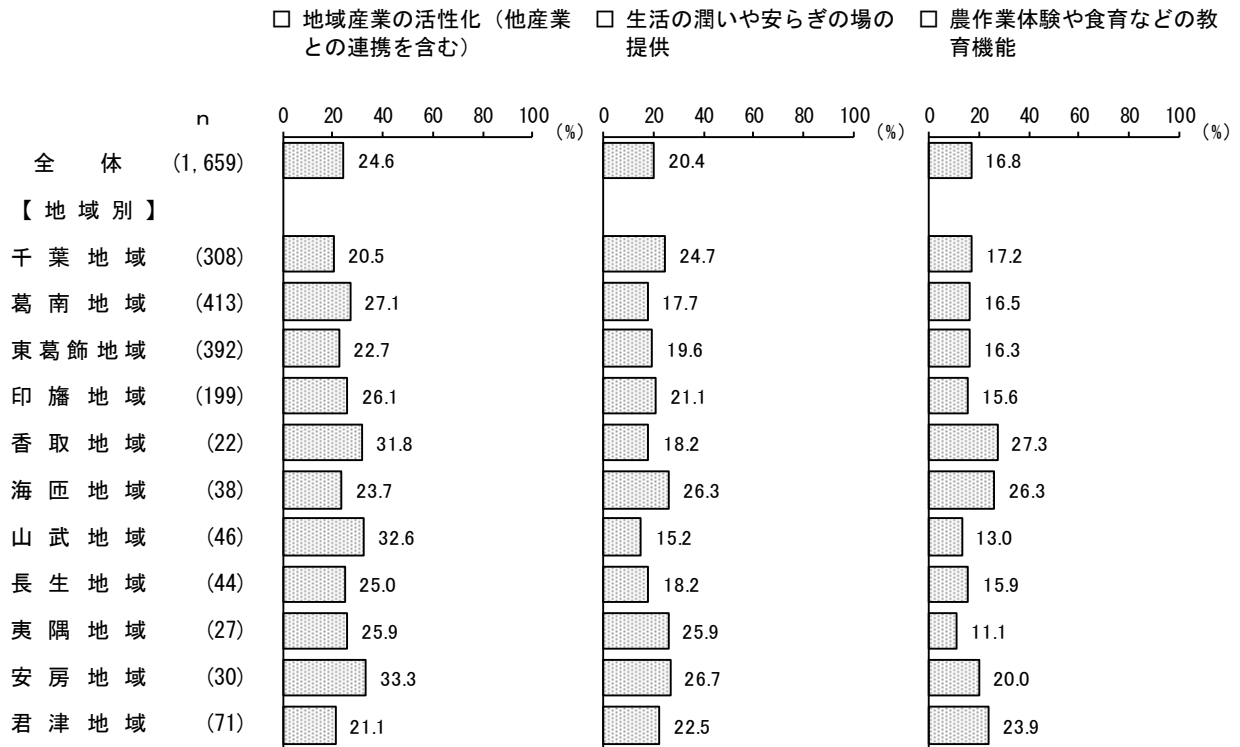 □ 地域産業の活性化（他産業との連携を含む）
□ 生活の潤いや安らぎの場の提供
□ 農作業体験や食育などの教育機能
n 0 20 40 60 80 100 (%) 0 20 40 60 80 100 (%) 0 20 40 60 80 100 (%)
全体 (1,659) 24.6 20.4 16.8
【地域別】
千葉地域 (308) 20.5 24.7 17.2
葛南地域 (413) 27.1 17.7 16.5
東葛飾地域 (392) 22.7 19.6 16.3
印旛地域 (199) 26.1 21.1 15.6
香取地域 (22) 31.8 18.2 27.3
海匝地域 (38) 23.7 26.3 26.3
山武地域 (46) 32.6 15.2 13.0
長生地域 (44) 25.0 18.2 15.9
夷隅地域 (27) 25.9 25.9 11.1
安房地域 (30) 33.3 26.7 20.0
君津地域 (71) 21.1 22.5 23.9